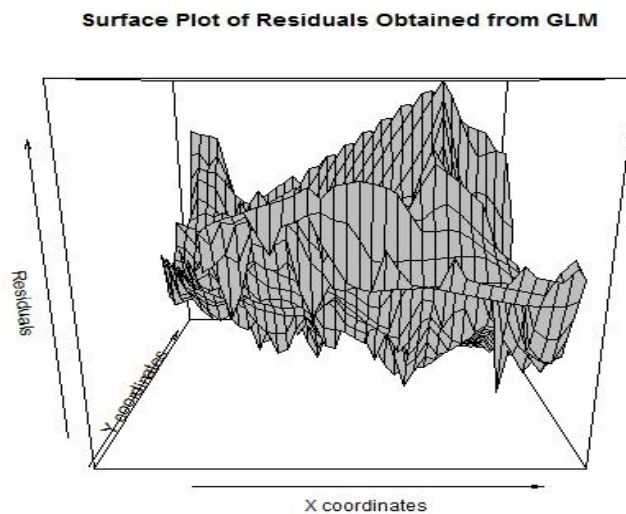 Surface Plot of Residuals Obtained from GLM
Residuals
Y coordinates
X coordinates